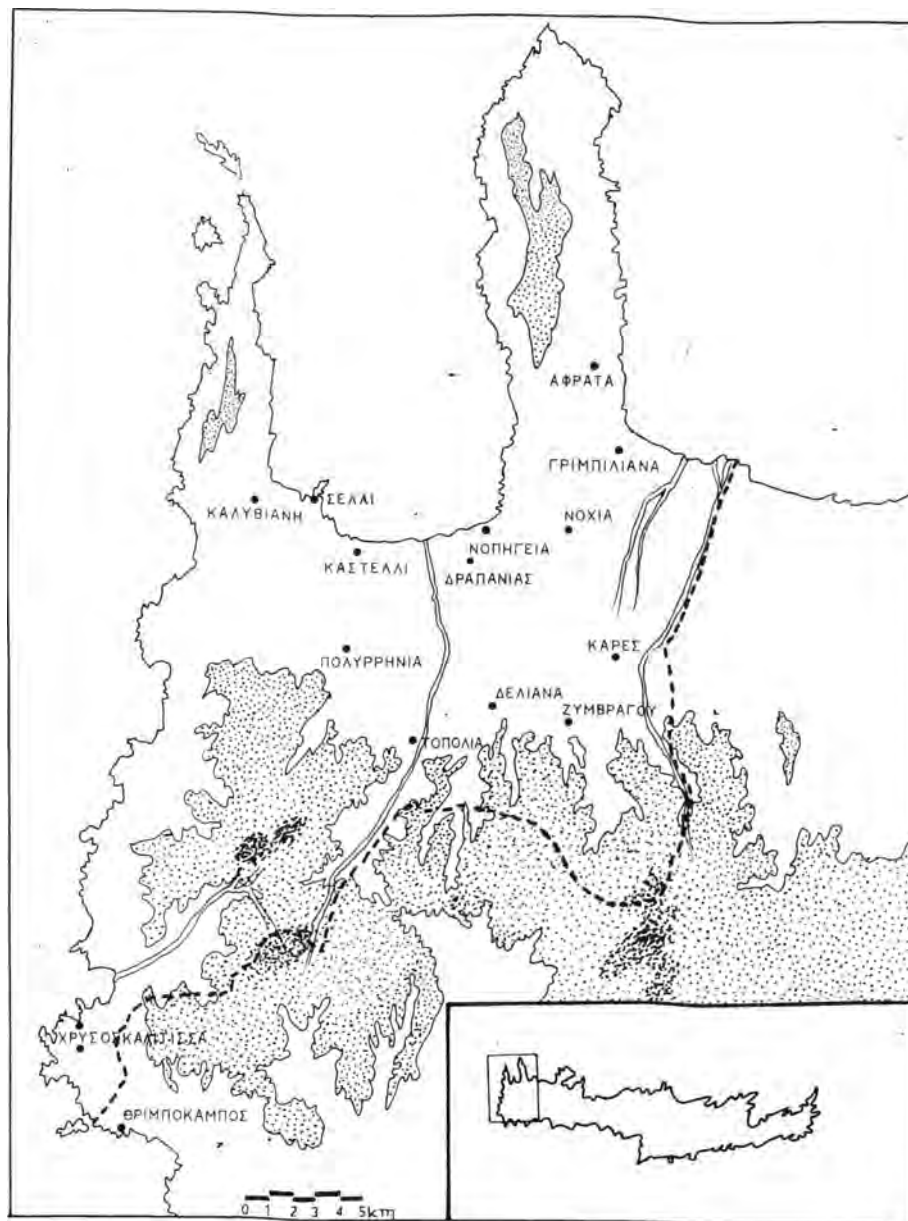 ΑΦΡΑΤΑ
ΓΡΙΜΠΙΛΙΑΝΑ
ΣΕΛΛΙ
ΚΑΛΥΒΙΑΝΗ
ΝΟΧΙΑ
ΝΟΠΗΓΕΙΑ
ΚΑΣΤΕΛΛΙ
ΔΡΑΠΑΝΙΑΣ
ΚΑΡΕΣ
ΠΟΛΥΡΡΗΝΙΑ
ΔΕΛΙΑΝΑ
ΖΥΜΒΡΑΓΟΥ
ΤΟΠΟΛΙΑ
ΧΡΥΣΟΣΚΑΛΙΤΙΣΣΑ
ΘΡΙΜΠΟΚΑΜΠΟΣ
0 1 2 3 4 5km